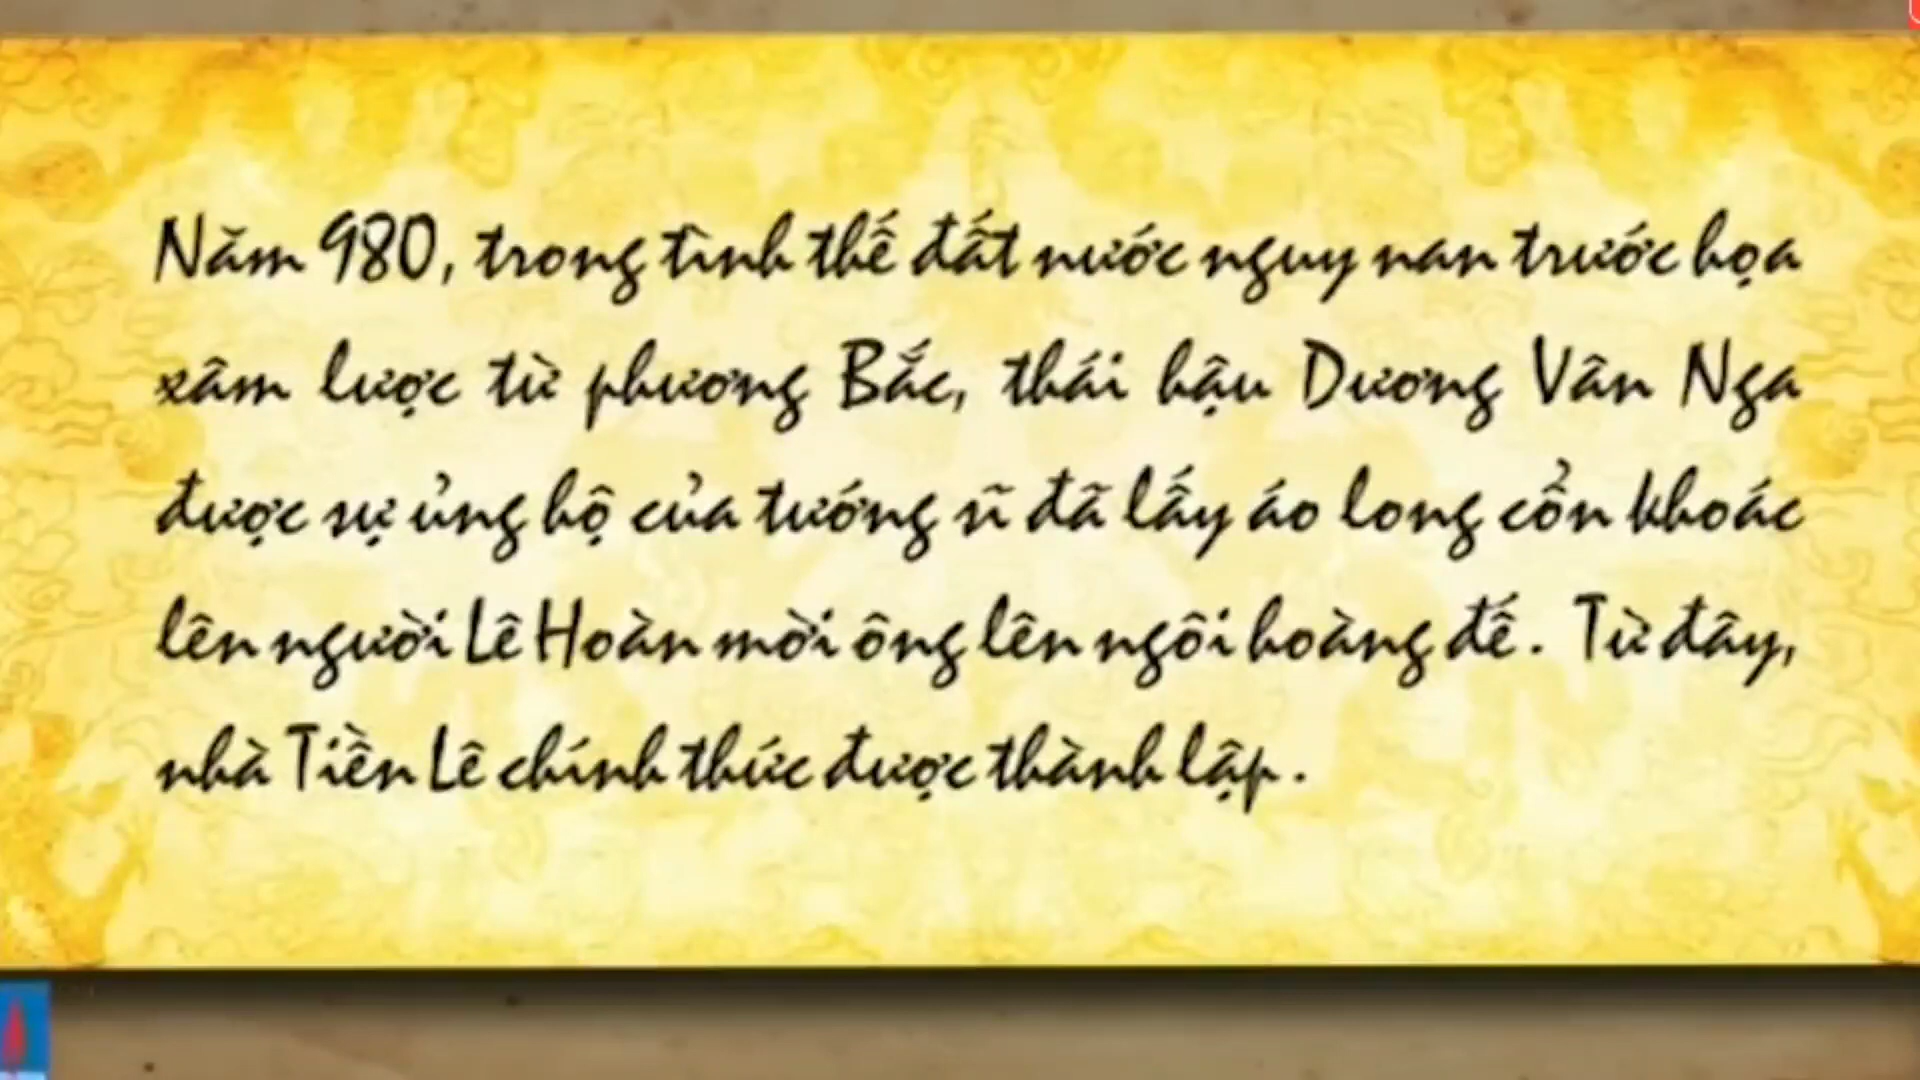 Năm 980, trong tình thế đất nước nguy nan trước họa
xâm lược từ phương Bắc, thái hậu Dương Vân Nga
được sự ủng hộ của tướng sĩ đã lấy áo long cổn khoác
lên người Lê Hoàn mời ông lên ngôi hoàng đế. Từ đây,
nhà Tiền Lê chính thức được thành lập.